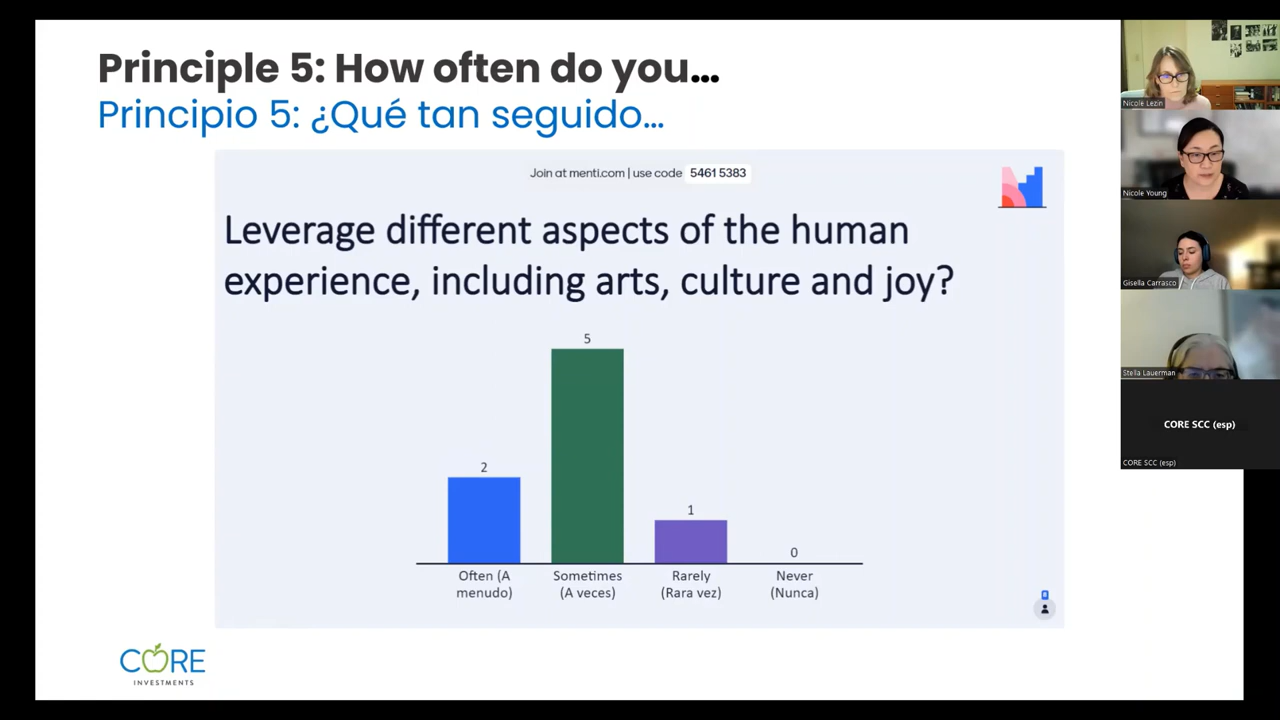 Principle 5: How often do you...
Principio 5: ¿Qué tan seguido...
Join at menti.com | use code 5461 5383
Leverage different aspects of the human
experience, including arts, culture and joy?
5
2
1
0
Often (A
menudo)
Sometimes
(A veces)
Rarely
(Rara vez)
Never
(Nunca)
CORE
INVESTMENTS
Nicole Lezin
Nicole Young
Gisella Carrasco
Stella Lauerman
CORE SCC (esp)
CORE SCC (esp)